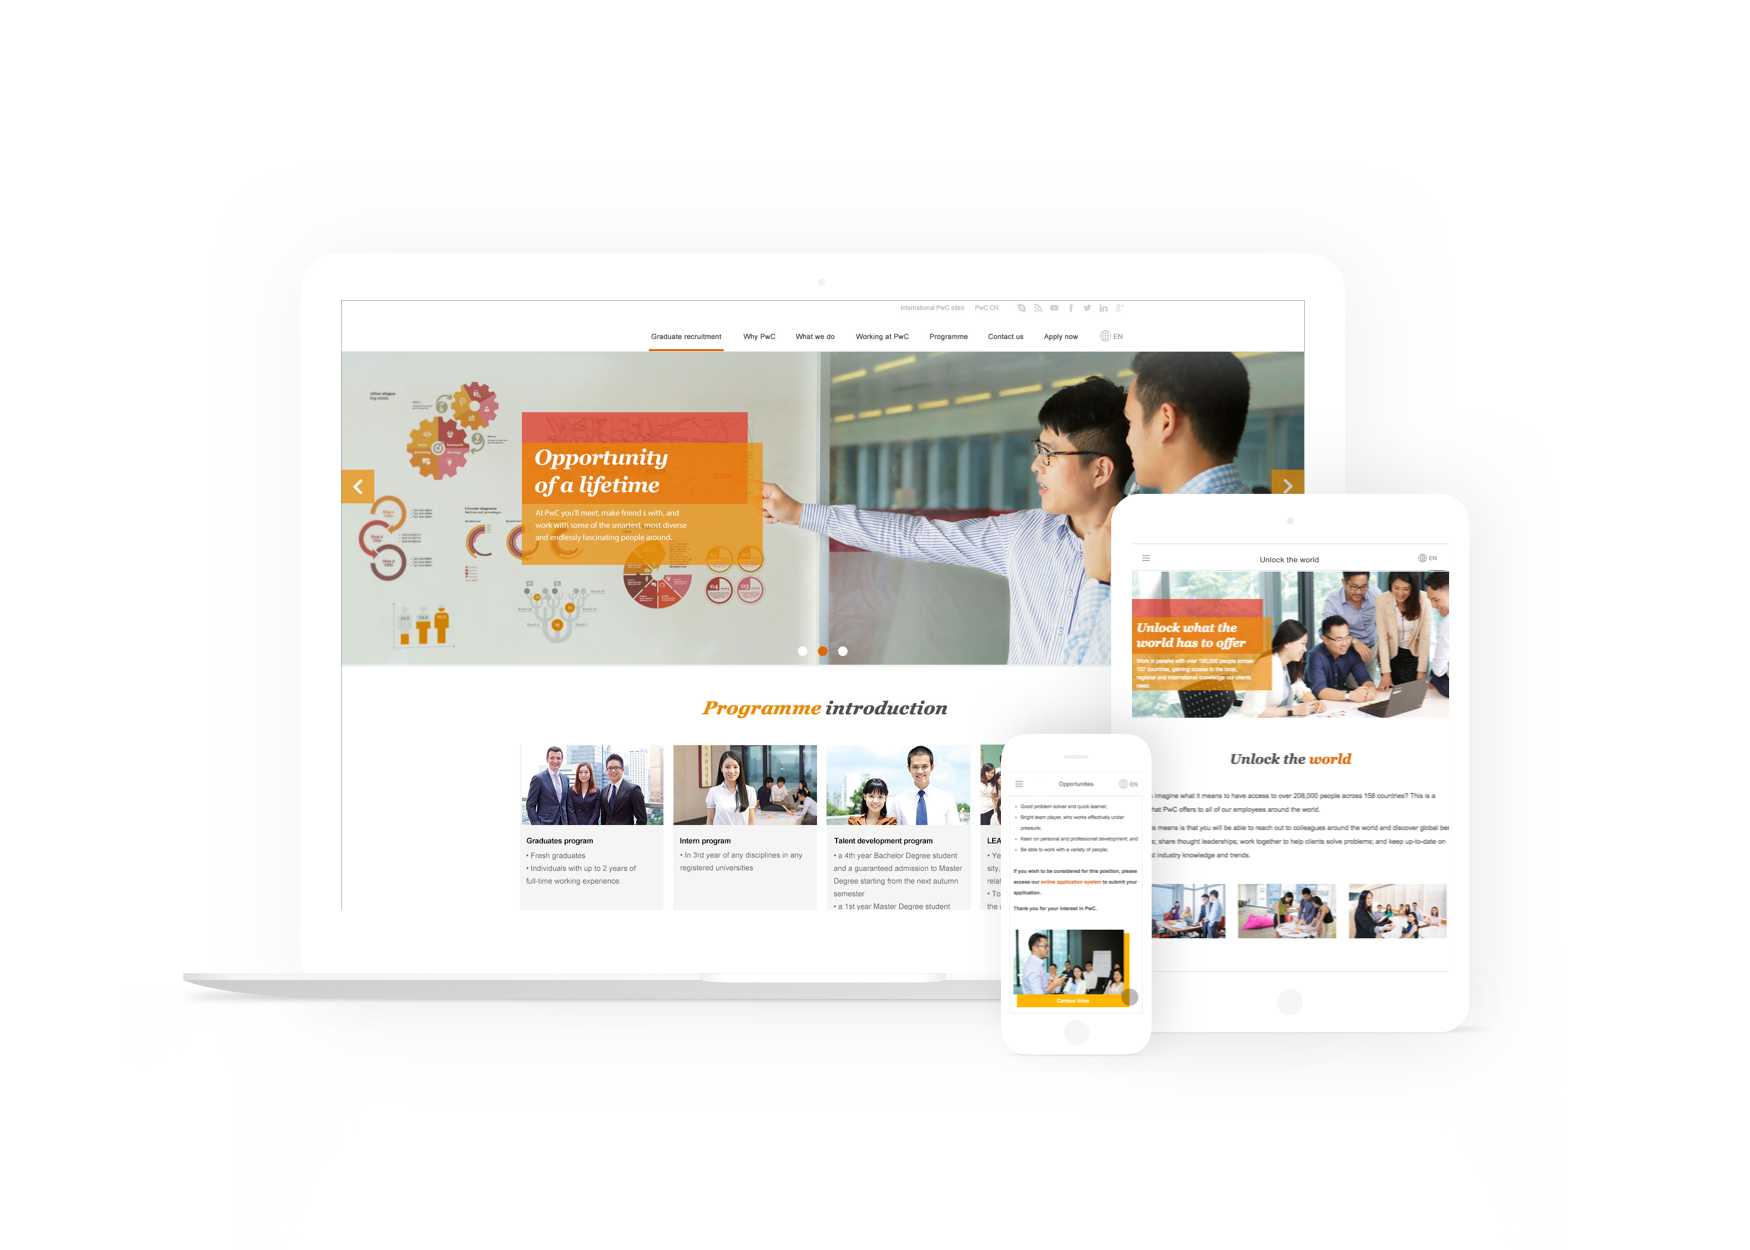 International PwC sites PwC CN
Graduate recruitment Why PwC What we do Working at PwC Programme Contact us Apply now EN
Opportunity
of a lifetime
At PwC you'll meet, make friend s with, and
work with some of the smartest, most diverse
and endlessly fascinating people around.
Programme introduction
Graduates program
• Fresh graduates
• Individuals with up to 2 years of
full-time working experience.
Intern program
• In 3rd year of any disciplines in any
registered universities
Talent development program
• a 4th year Bachelor Degree student
and a guaranteed admission to Master
Degree starting from the next autumn
semester
• a 1st year Master Degree student
LEA
• Ye
sity,
relat
• To
the
Unlock the world EN
Unlock what the
world has to offer
Work in parallel with over 180,000 people across
157 countries, gaining access to the local,
regional and international knowledge our clients
need.
Unlock the world
imagine what it means to have access to over 208,000 people across 158 countries? This is a
hat PwC offers to all of our employees around the world.
s means is that you will be able to reach out to colleagues around the world and discover global be
s; share thought leaderships; work together to help clients solve problems; and keep up-to-date on
t industry knowledge and trends.
Opportunities EN
Good problem solver and quick learner;
Bright team player, who works effectively under
pressure;
Keen on personal and professional development; and
Be able to work with a variety of people;
If you wish to be considered for this position, please
access our online application system to submit your
application.
Thank you for your interest in PwC.
Campus Voice